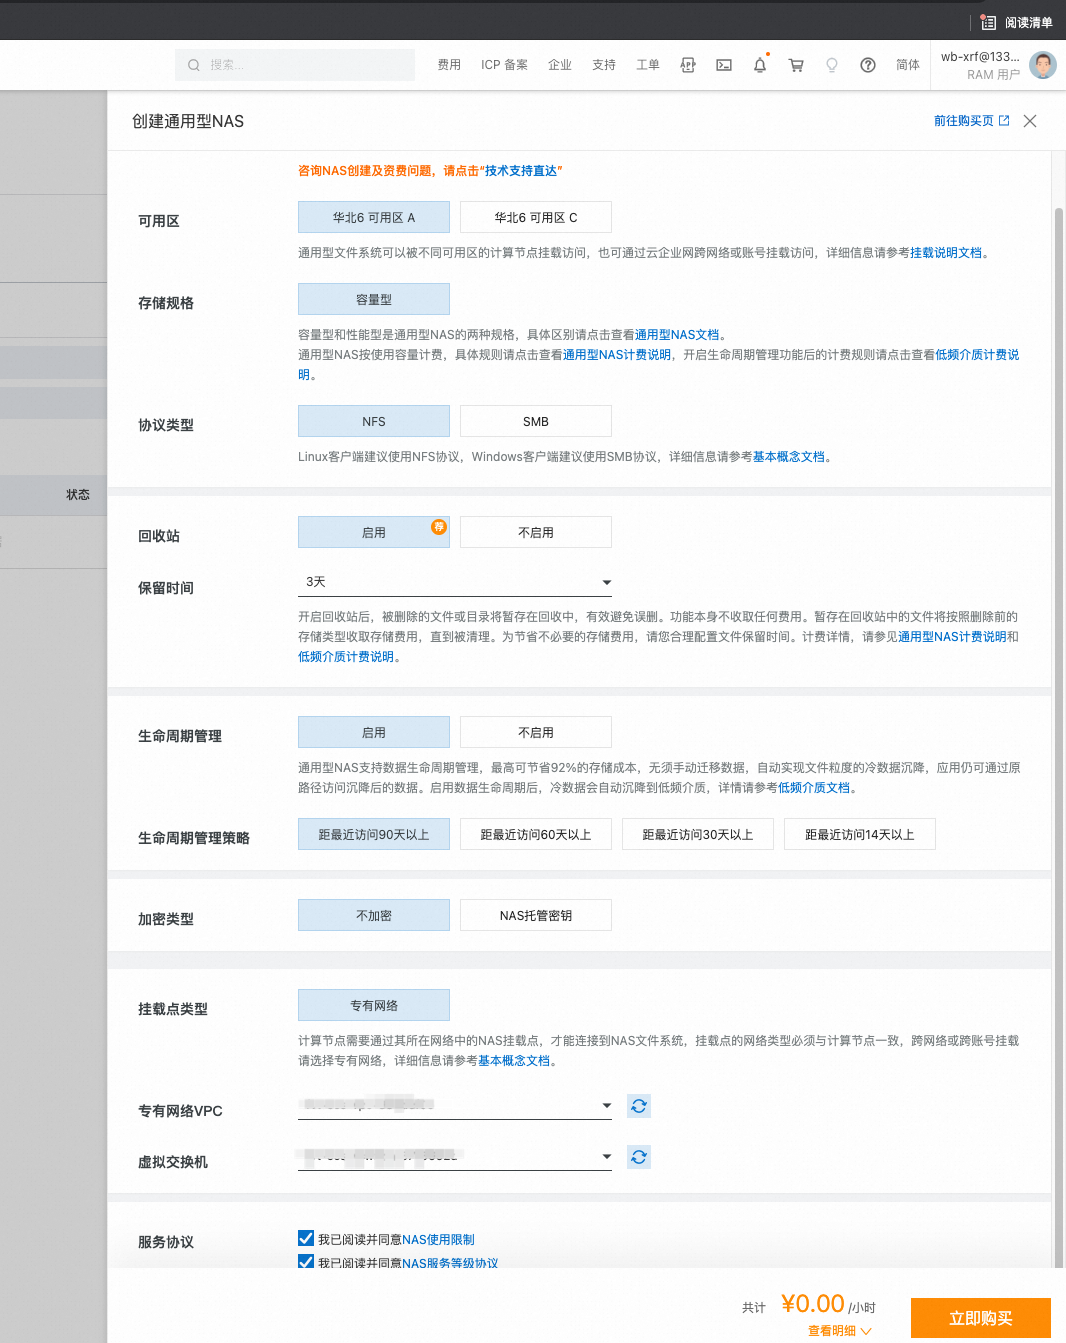 阅读清单
搜索...
费用
ICP 备案
企业
支持
工单
简体
wb-xrf@133...
RAM 用户
创建通用型NAS
前往购买页
咨询NAS创建及资费问题，请点击“技术支持直达”
可用区
华北6 可用区 A
华北6 可用区 C
通用型文件系统可以被不同可用区的计算节点挂载访问，也可通过云企业网跨网络或账号挂载访问，详细信息请参考挂载说明文档。
存储规格
容量型
容量型和性能型是通用型NAS的两种规格，具体区别请点击查看通用型NAS文档。
通用型NAS按使用容量计费，具体规则请点击查看通用型NAS计费说明，开启生命周期管理功能后的计费规则请点击查看低频介质计费说
明。
协议类型
NFS
SMB
Linux客户端建议使用NFS协议，Windows客户端建议使用SMB协议，详细信息请参考基本概念文档。
状态
回收站
启用
荐
不启用
保留时间
3天
开启回收站后，被删除的文件或目录将暂存在回收中，有效避免误删。功能本身不收取任何费用。暂存在回收站中的文件将按照删除前的
存储类型收取存储费用，直到被清理。为节省不必要的存储费用，请您合理配置文件保留时间。计费详情，请参见通用型NAS计费说明和
低频介质计费说明。
生命周期管理
启用
不启用
通用型NAS支持数据生命周期管理，最高可节省92%的存储成本，无须手动迁移数据，自动实现文件粒度的冷数据沉降，应用仍可通过原
路径访问沉降后的数据。启用数据生命周期后，冷数据会自动沉降到低频介质，详情请参考低频介质文档。
生命周期管理策略
距最近访问90天以上
距最近访问60天以上
距最近访问30天以上
距最近访问14天以上
加密类型
不加密
NAS托管密钥
挂载点类型
专有网络
计算节点需要通过其所在网络中的NAS挂载点，才能连接到NAS文件系统，挂载点的网络类型必须与计算节点一致，跨网络或跨账号挂载
请选择专有网络，详细信息请参考基本概念文档。
专有网络VPC
虚拟交换机
服务协议
我已阅读并同意NAS使用限制
我已阅读并同意NAS服务等级协议
共计
¥0.00 /小时
查看明细
立即购买